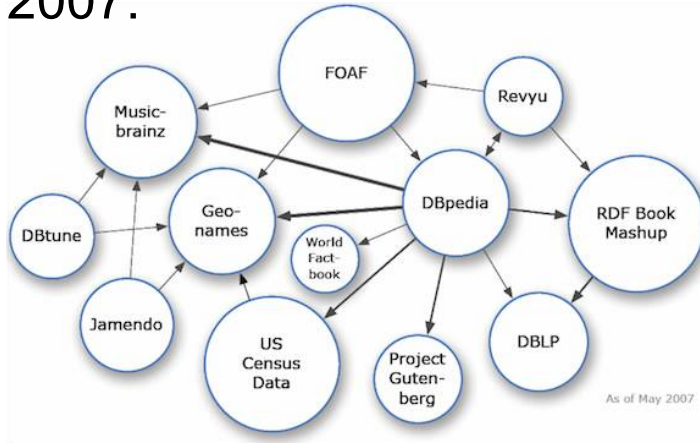 2007.
FOAF
Revyu
Music-
brainz
DBpedia
RDF Book
Mashup
Geo-
names
DBtune
World
Fact-
book
Jamendo
US
Census
Data
Project
Guten-
berg
DBLP
As of May 2007